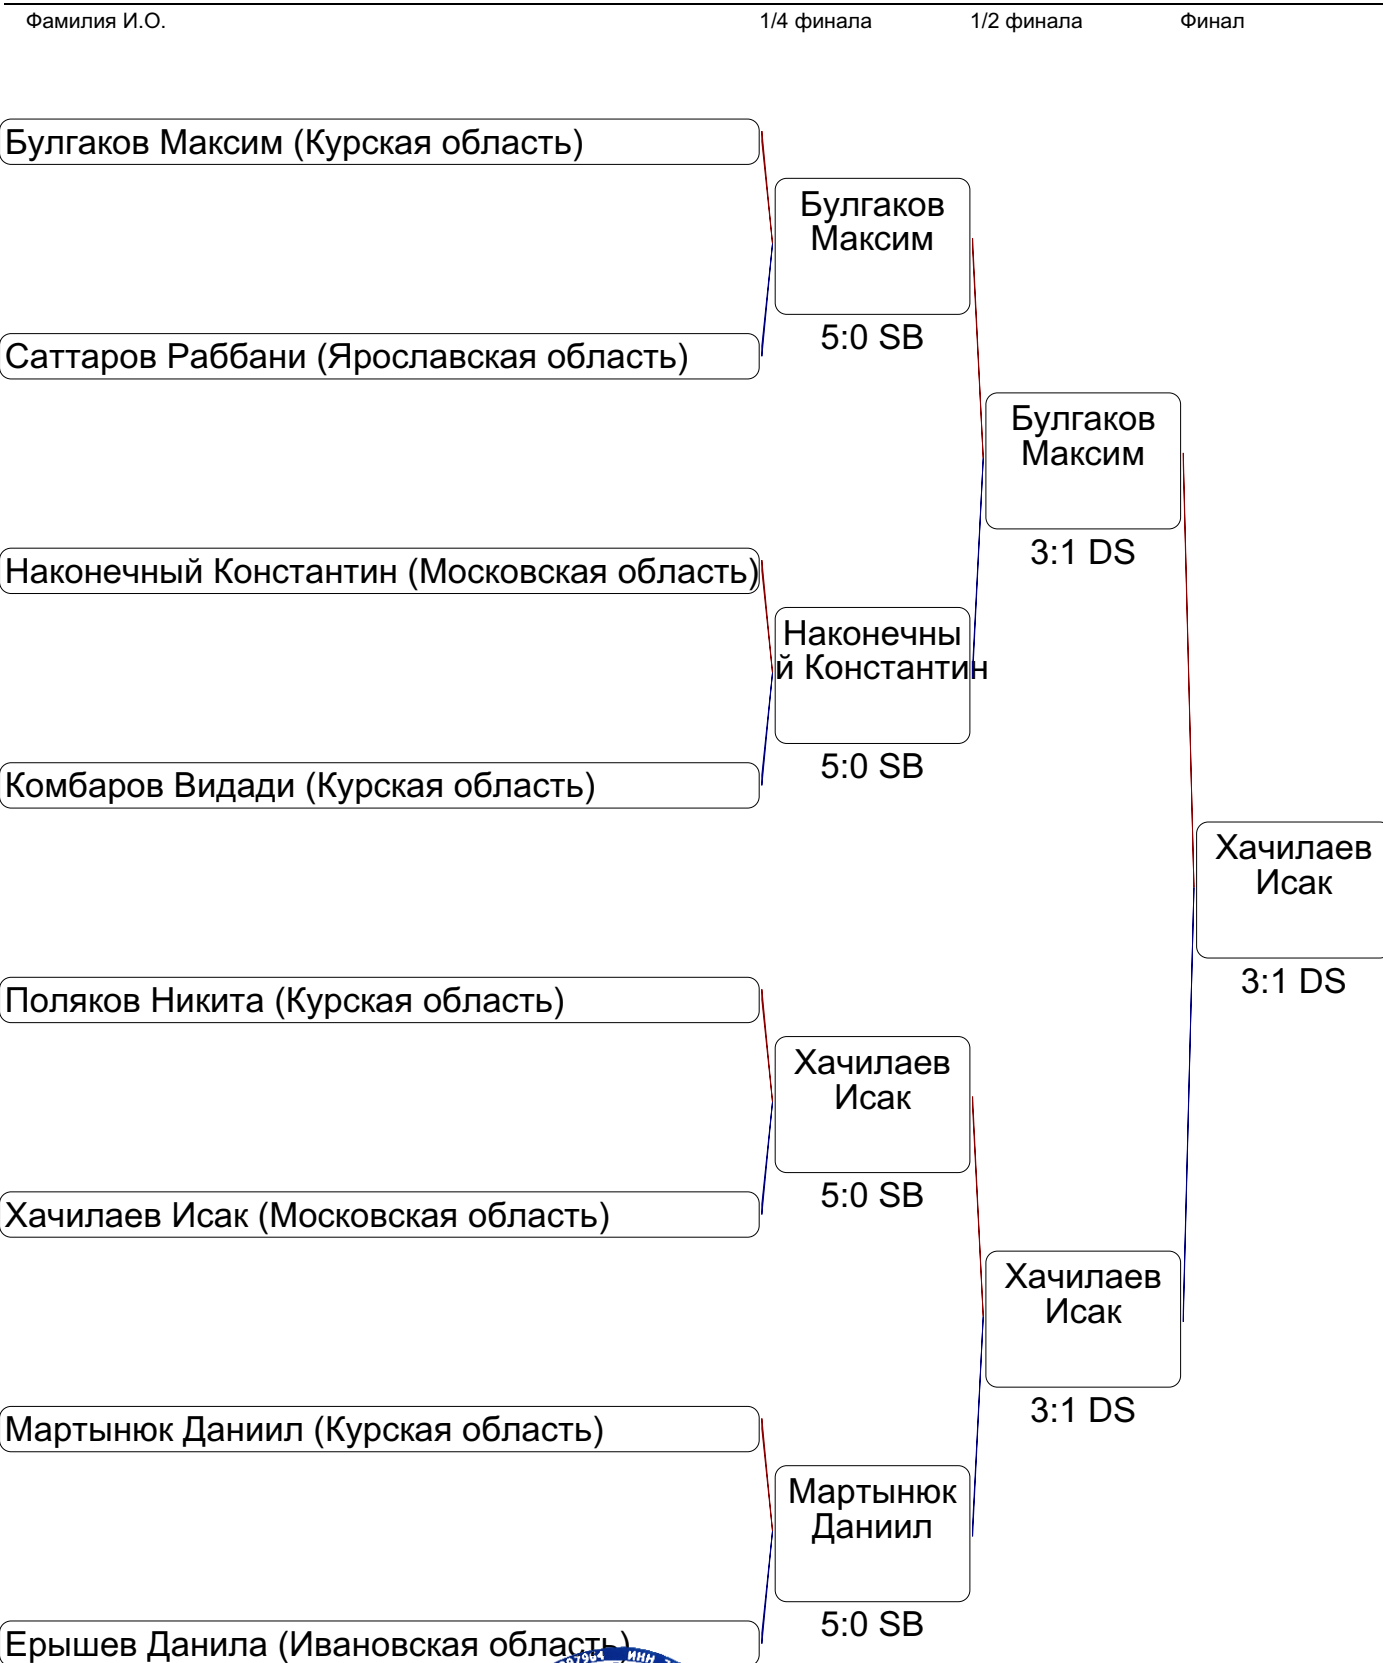 Фамилия И.О. 1/4 финала 1/2 финала Финал
Булгаков Максим (Курская область)
Булгаков
Максим
5:0 SB
Саттаров Раббани (Ярославская область)
Булгаков
Максим
3:1 DS
Наконечный Константин (Московская область)
Наконечны
й Константин
5:0 SB
Комбаров Видади (Курская область)
Хачилаев
Исак
3:1 DS
Поляков Никита (Курская область)
Хачилаев
Исак
5:0 SB
Хачилаев Исак (Московская область)
Хачилаев
Исак
3:1 DS
Мартынюк Даниил (Курская область)
Мартынюк
Даниил
5:0 SB
Ерышев Данила (Ивановская область)
ИНН